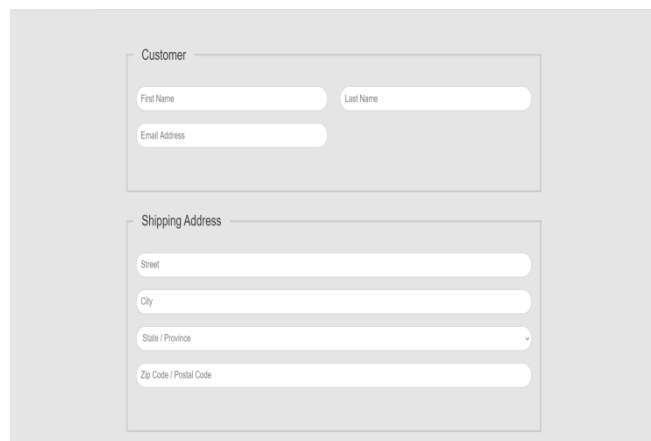 Customer
First Name Last Name
Email Address
Shipping Address
Street
City
State / Province
Zip Code / Postal Code